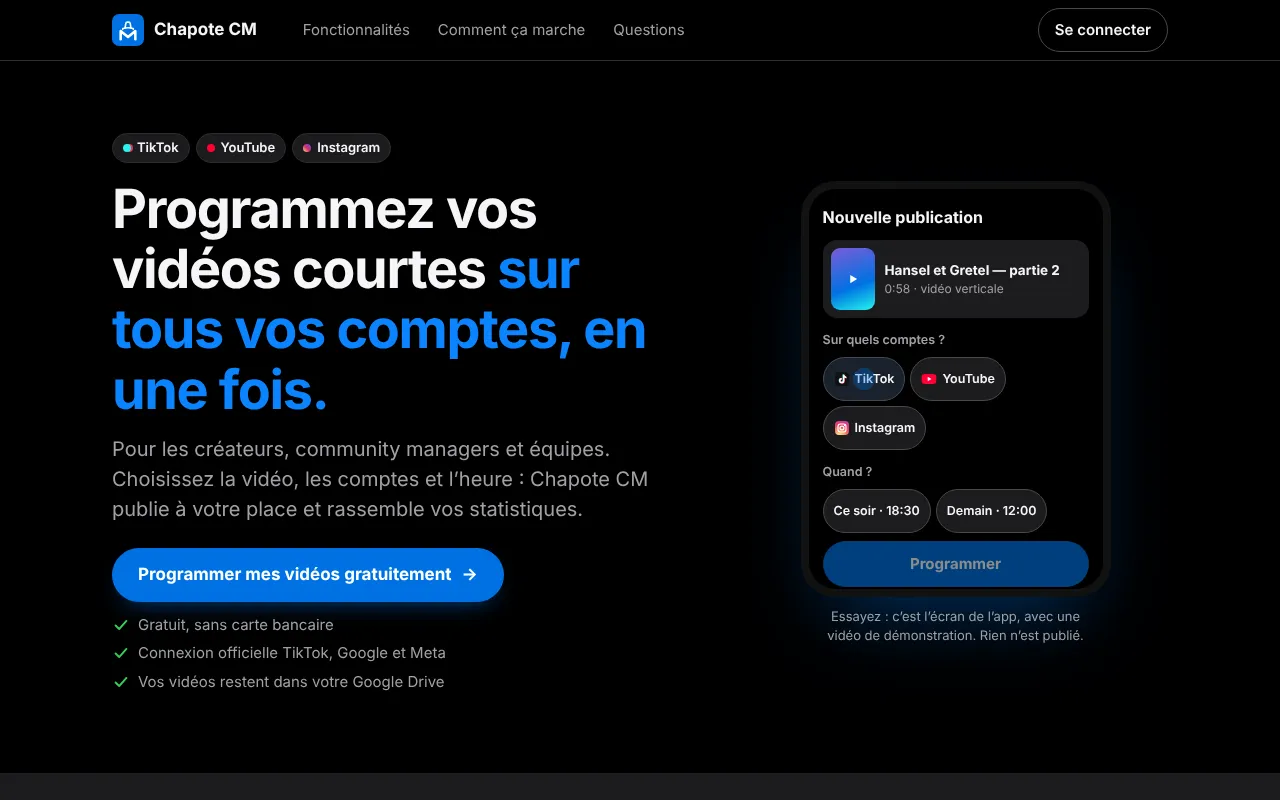 Chapote CM
Fonctionnalités
Comment ça marche
Questions
Se connecter
TikTok
YouTube
Instagram
Programmez vos
vidéos courtes sur
tous vos comptes, en
une fois.
Pour les créateurs, community managers et équipes.
Choisissez la vidéo, les comptes et l’heure : Chapote CM
publie à votre place et rassemble vos statistiques.
Programmer mes vidéos gratuitement →
Gratuit, sans carte bancaire
Connexion officielle TikTok, Google et Meta
Vos vidéos restent dans votre Google Drive
Nouvelle publication
Hansel et Gretel — partie 2
0:58 · vidéo verticale
Sur quels comptes ?
TikTok
YouTube
Instagram
Quand ?
Ce soir · 18:30
Demain · 12:00
Programmer
Essayez : c’est l’écran de l’app, avec une
vidéo de démonstration. Rien n’est publié.